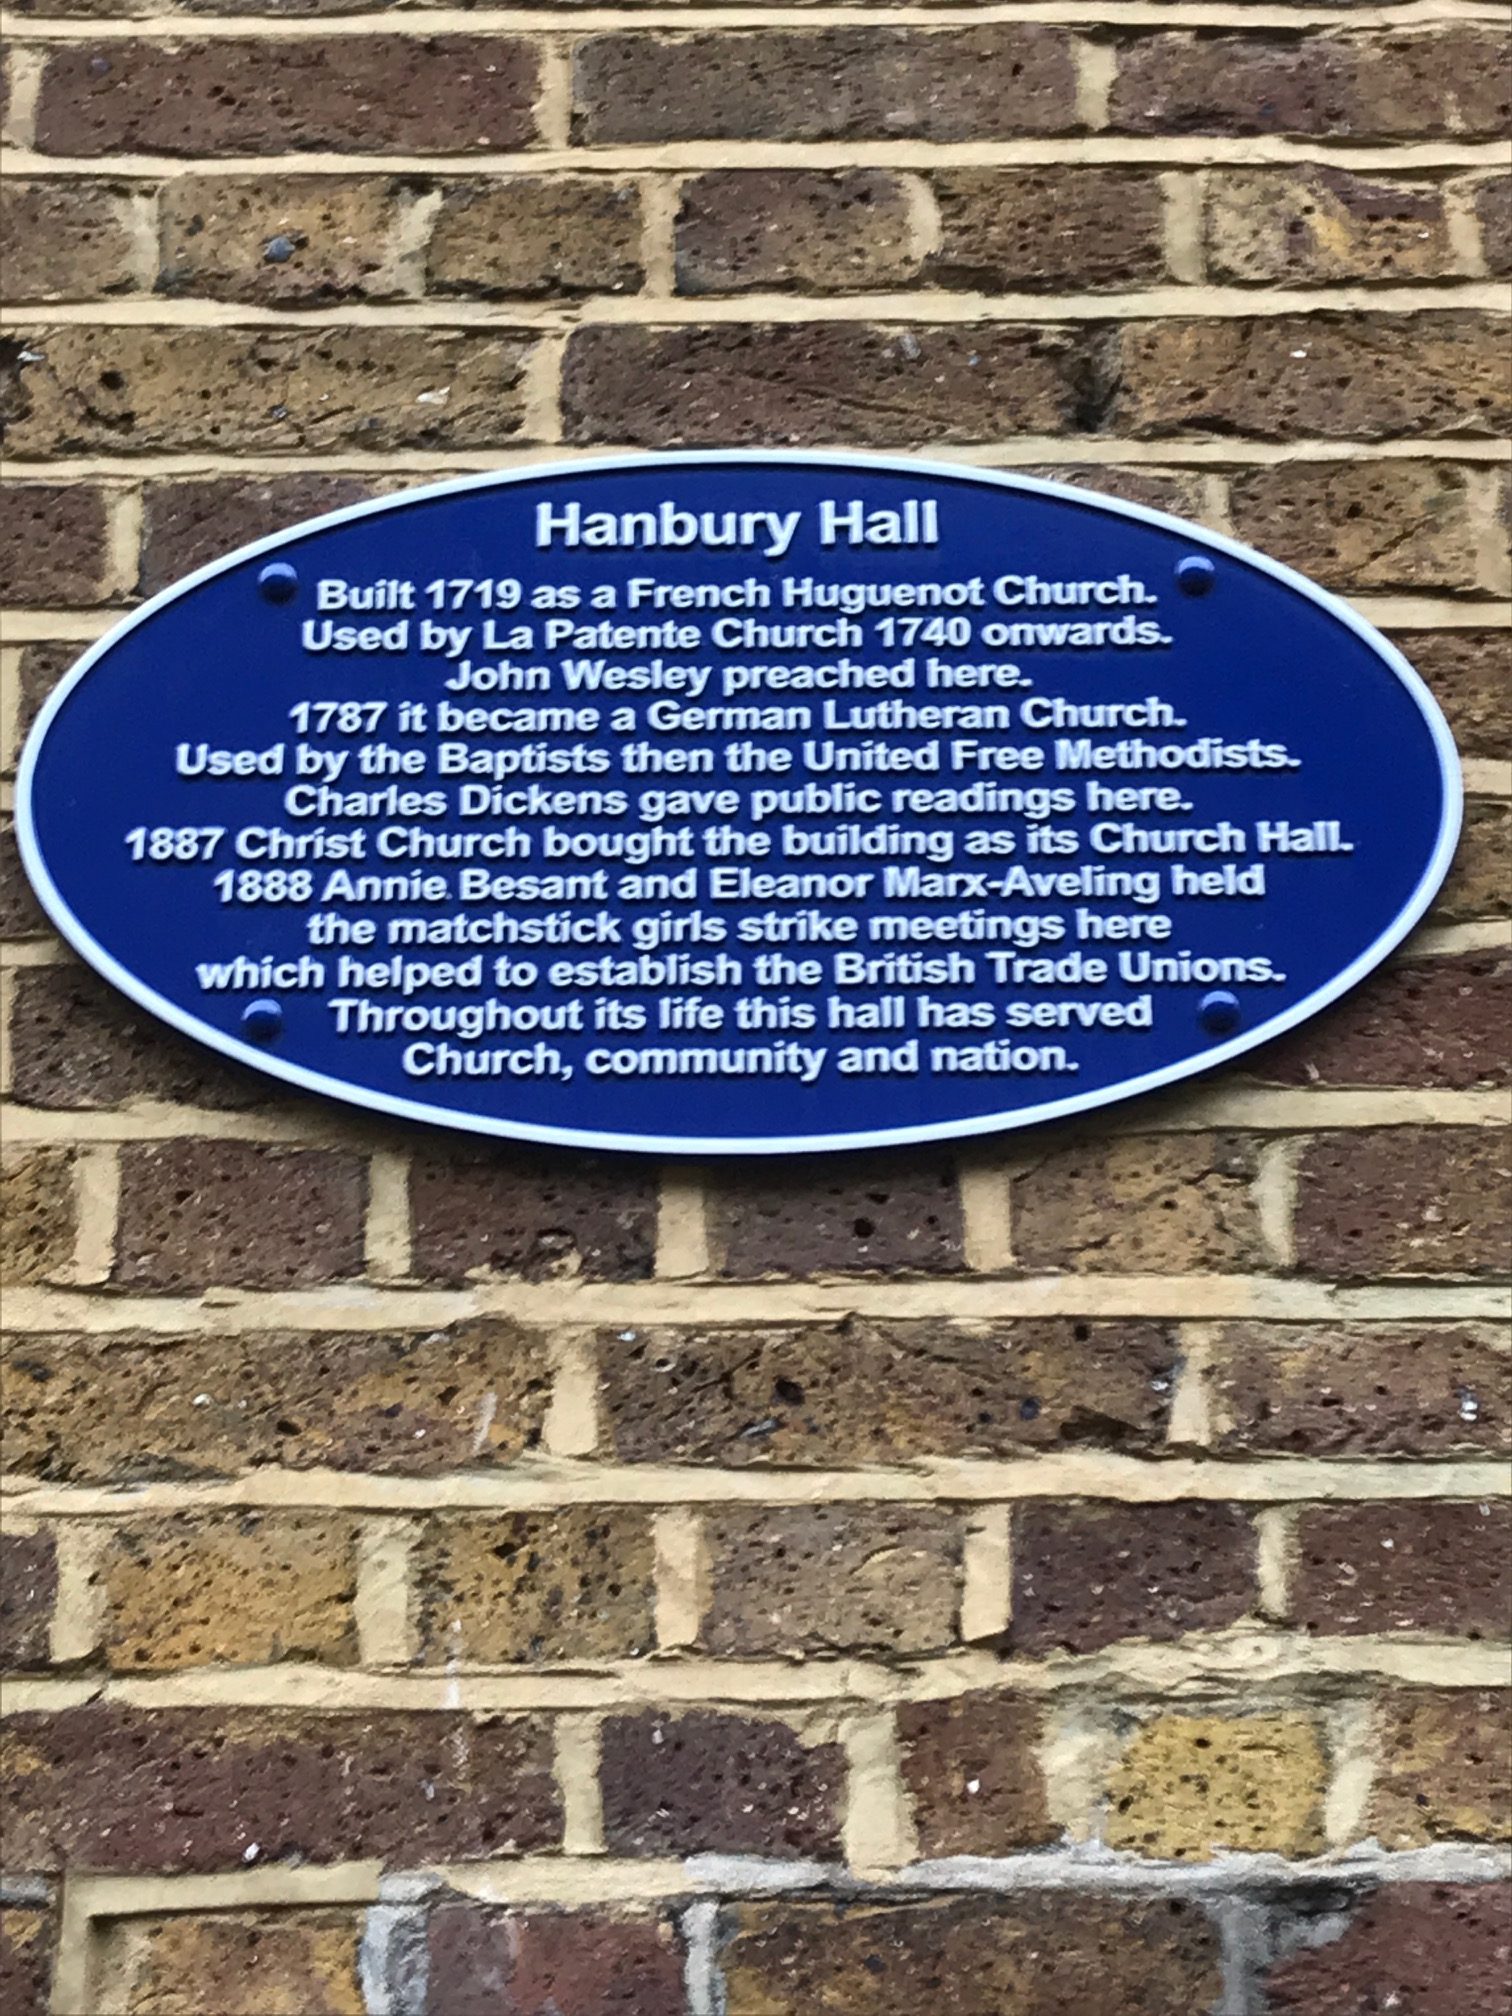 Hanbury Hall
Built 1719 as a French Huguenot Church.
Used by La Patente Church 1740 onwards.
John Wesley preached here.
1787 it became a German Lutheran Church.
Used by the Baptists then the United Free Methodists.
Charles Dickens gave public readings here.
1887 Christ Church bought the building as its Church Hall.
1888 Annie Besant and Eleanor Marx-Aveling held
the matchstick girls strike meetings here
which helped to establish the British Trade Unions.
Throughout its life this hall has served
Church, community and nation.